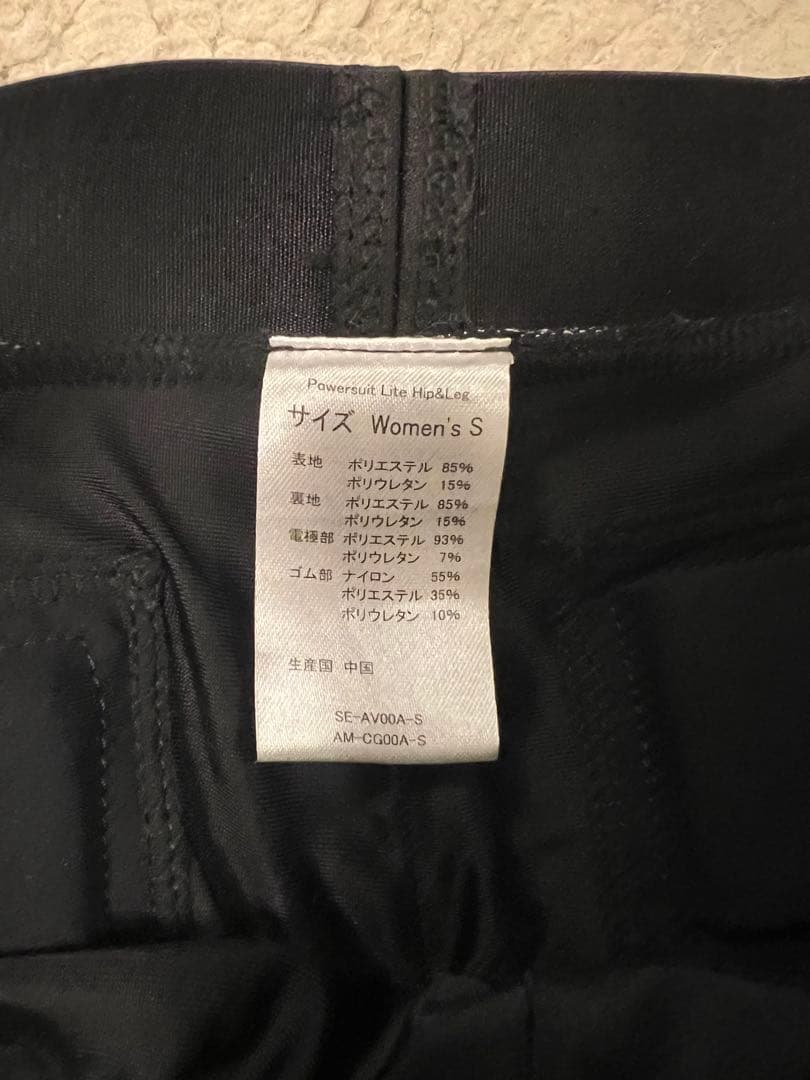 Powersuit Lite Hip&Leg
サイズ Women's S
表地 ポリエステル 85%
ポリウレタン 15%
裏地 ポリエステル 85%
ポリウレタン 15%
電極部 ポリエステル 93%
ポリウレタン 7%
ゴム部 ナイロン 55%
ポリエステル 35%
ポリウレタン 10%
生産国 中国
SE-AV00A-S
AM-CG00A-S